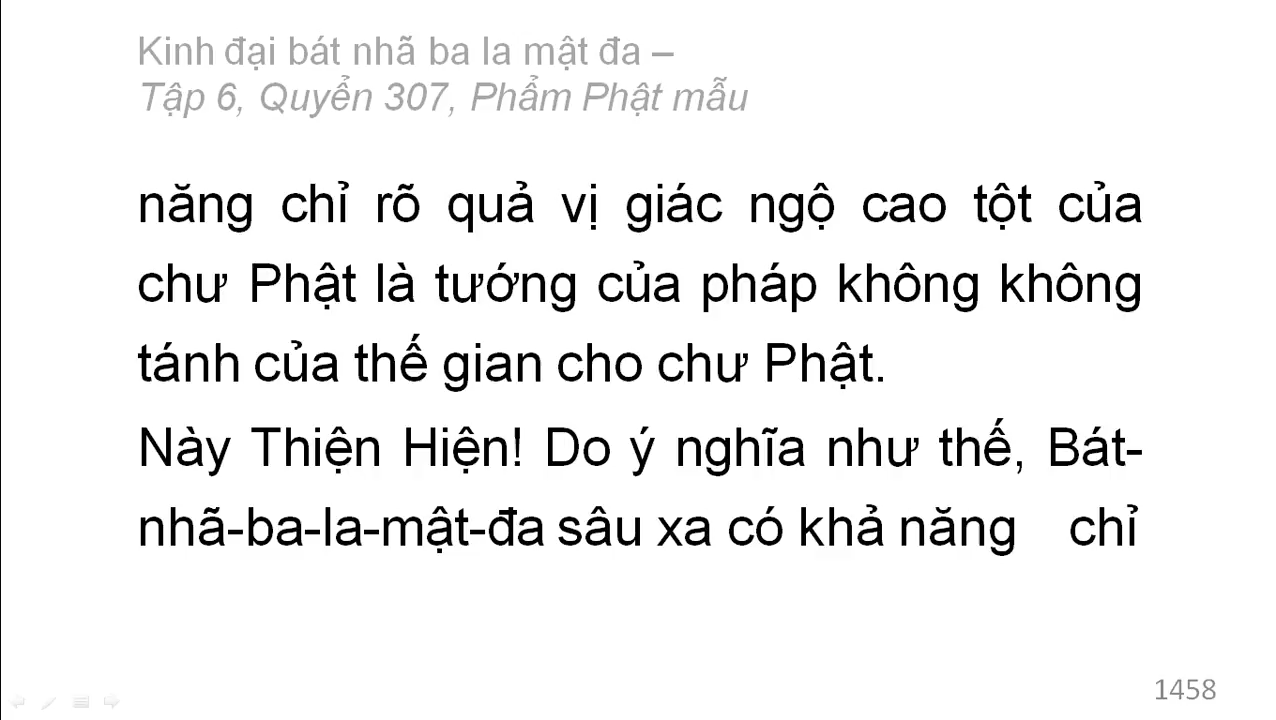 Kinh đại bát nhã ba la mật đa –
Tập 6, Quyển 307, Phẩm Phật mẫu
năng chỉ rõ quả vị giác ngộ cao tột của
chư Phật là tướng của pháp không không
tánh của thế gian cho chư Phật.
Này Thiện Hiện! Do ý nghĩa như thế, Bát-
nhã-ba-la-mật-đa sâu xa có khả năng chỉ
1458